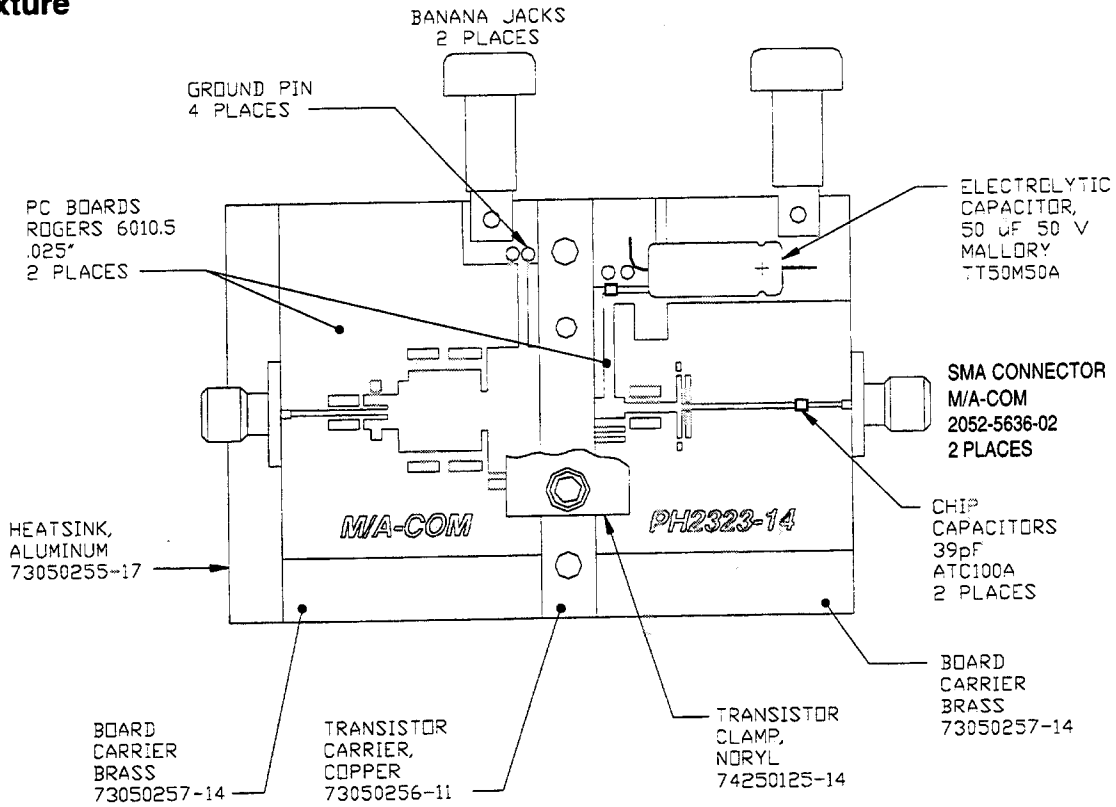 xture
BANANA JACKS
2 PLACES
GROUND PIN
4 PLACES
PC BOARDS
ROGERS 6010.5
.025"
2 PLACES
ELECTROLYTIC
CAPACITOR,
50 UF 50 V
MALLORY
TT50M50A
SMA CONNECTOR
M/A-COM
2052-5636-02
2 PLACES
M/A-COM
PH2323-14
HEATSINK,
ALUMINUM
73050255-17
CHIP
CAPACITORS
39pF
ATC100A
2 PLACES
BOARD
CARRIER
BRASS
73050257-14
TRANSISTOR
CARRIER,
COPPER
73050256-11
TRANSISTOR
CLAMP,
NORYL
74250125-14
BOARD
CARRIER
BRASS
73050257-14